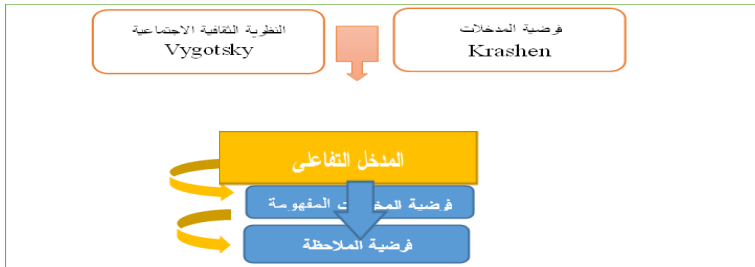 فرضية المدخلات
Krashen
النظرية الثقافية الاجتماعية
Vygotsky
المدخل التفاعلى
فرضية المفهومة
فرضية الملاحظة